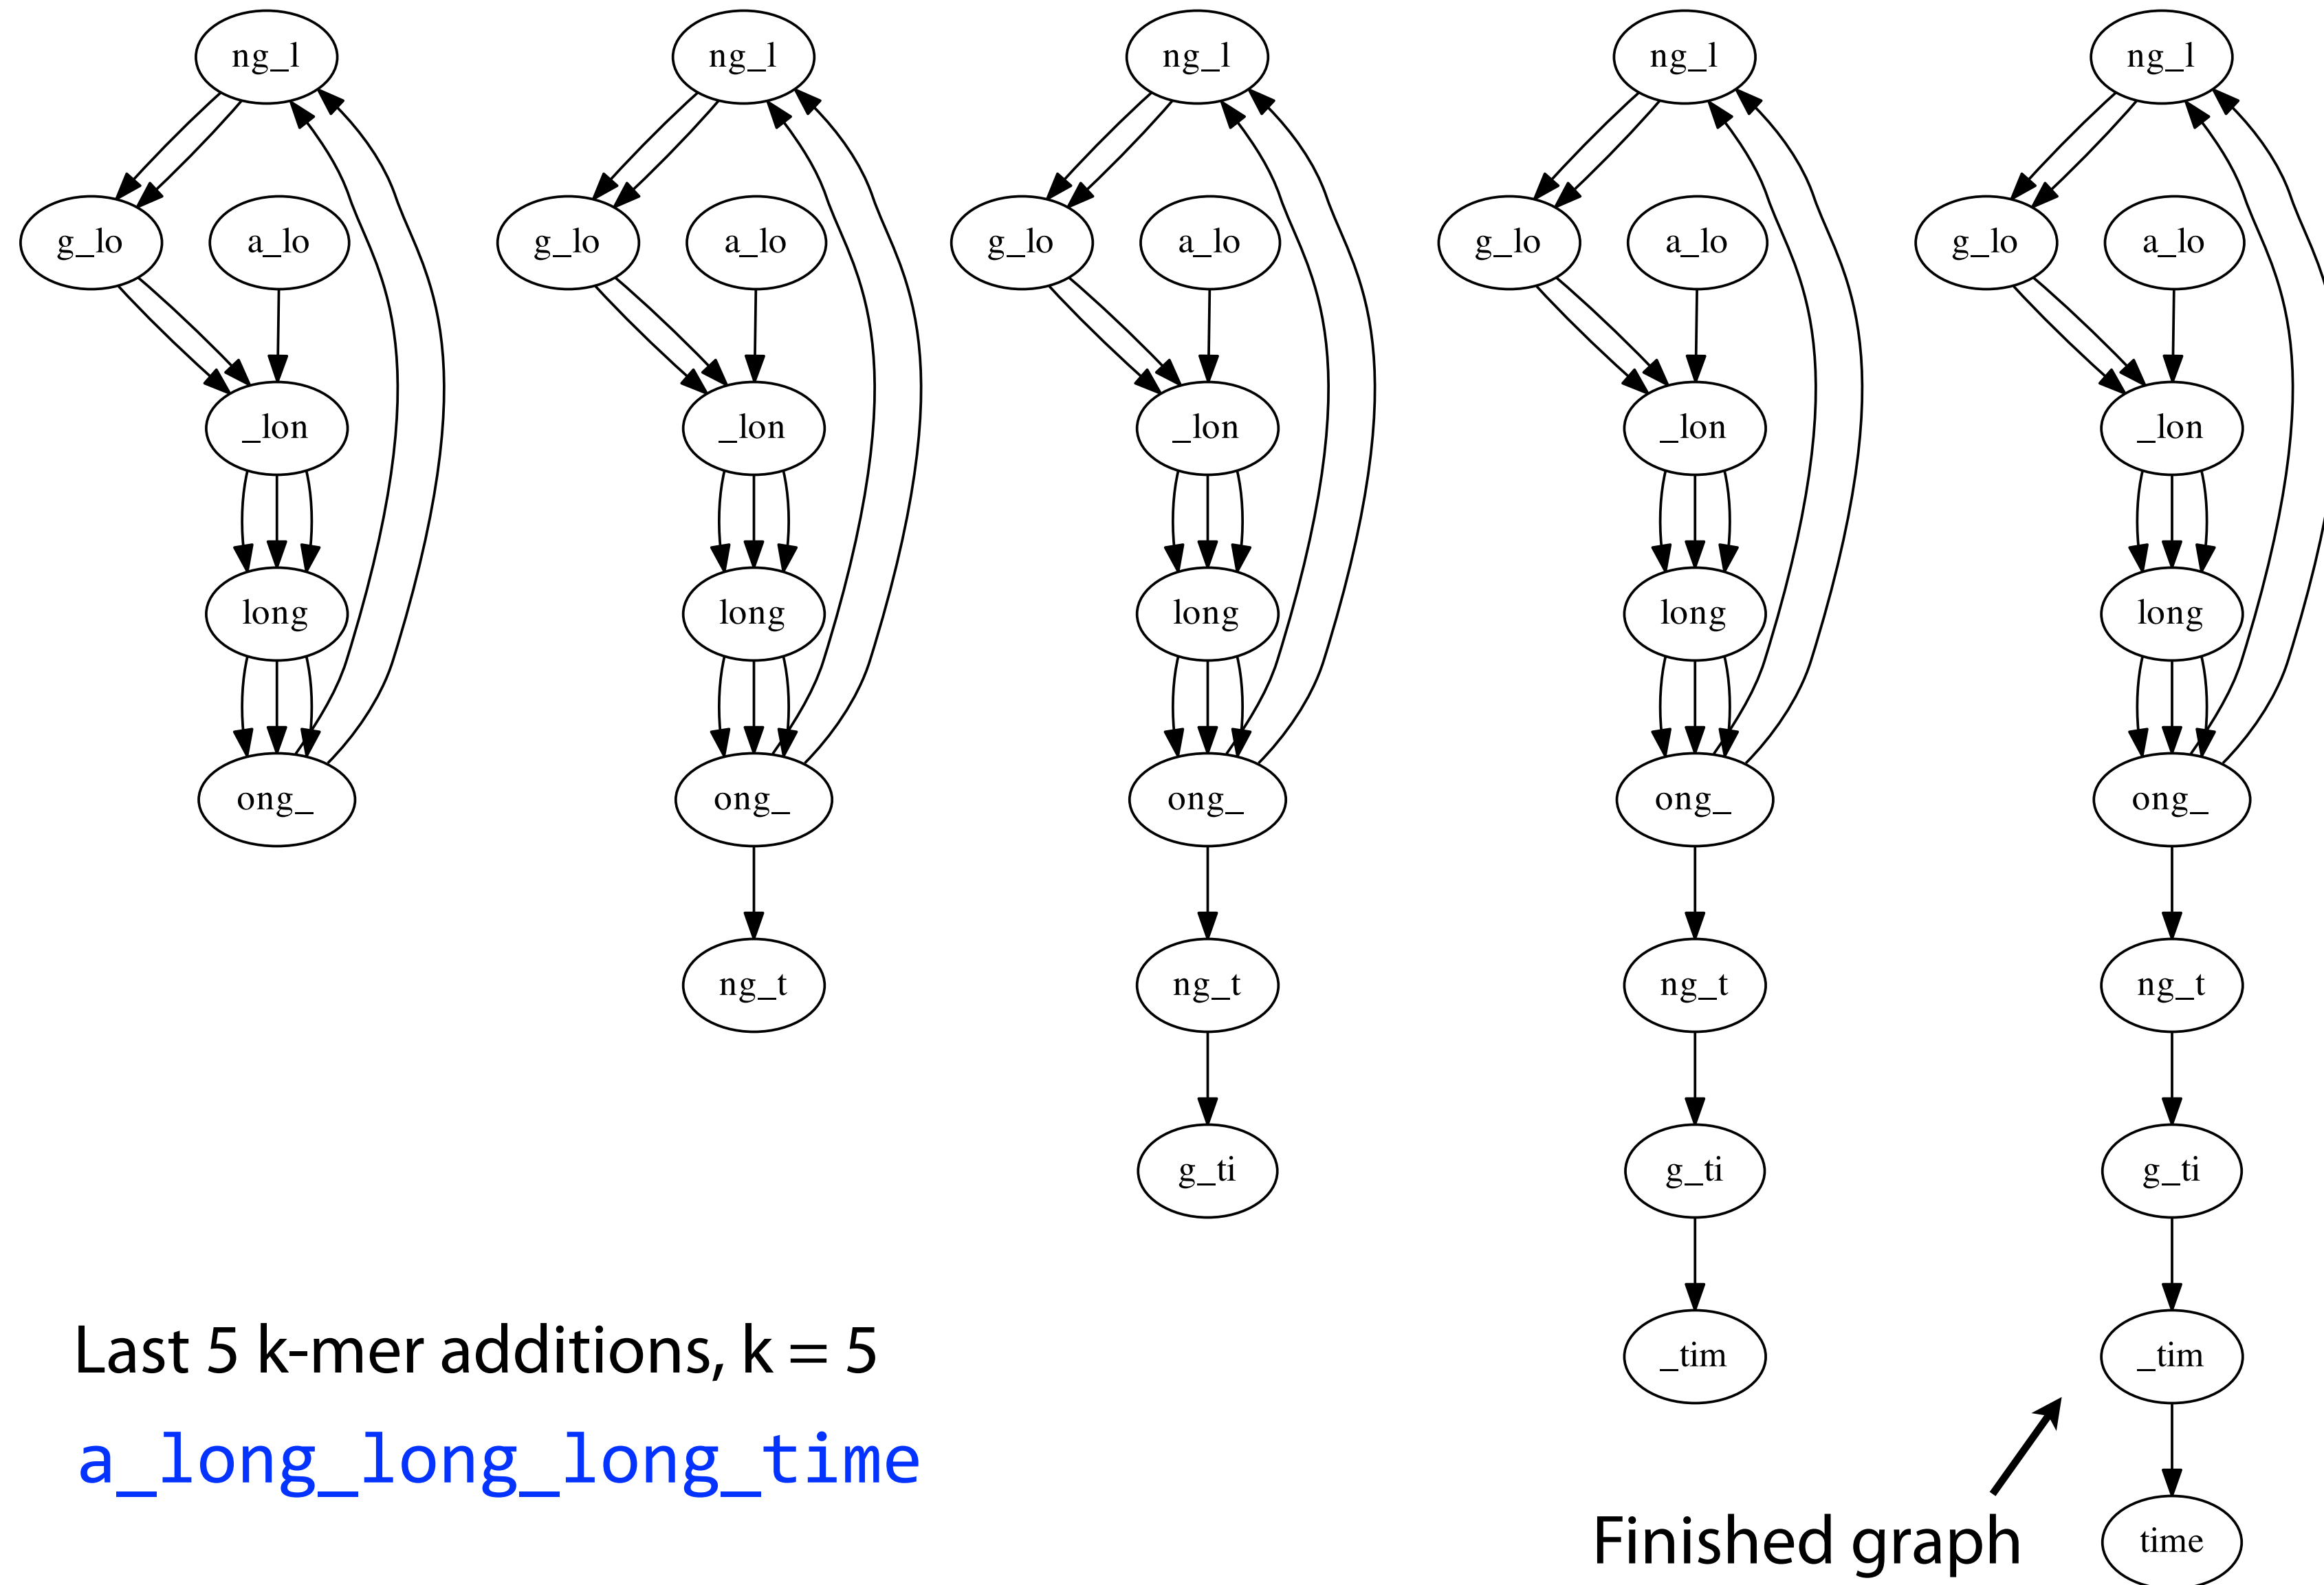 ng_l
ng_l
ng_l
ng_l
ng_l
g_lo
a_lo
g_lo
a_lo
g_lo
a_lo
g_lo
a_lo
g_lo
a_lo
_lon
_lon
_lon
_lon
_lon
long
long
long
long
long
ong_
ong_
ong_
ong_
ong_
ng_t
ng_t
ng_t
ng_t
g_ti
g_ti
g_ti
_tim
_tim
Last 5 k-mer additions, k = 5
a_long_long_long_time
Finished graph
time